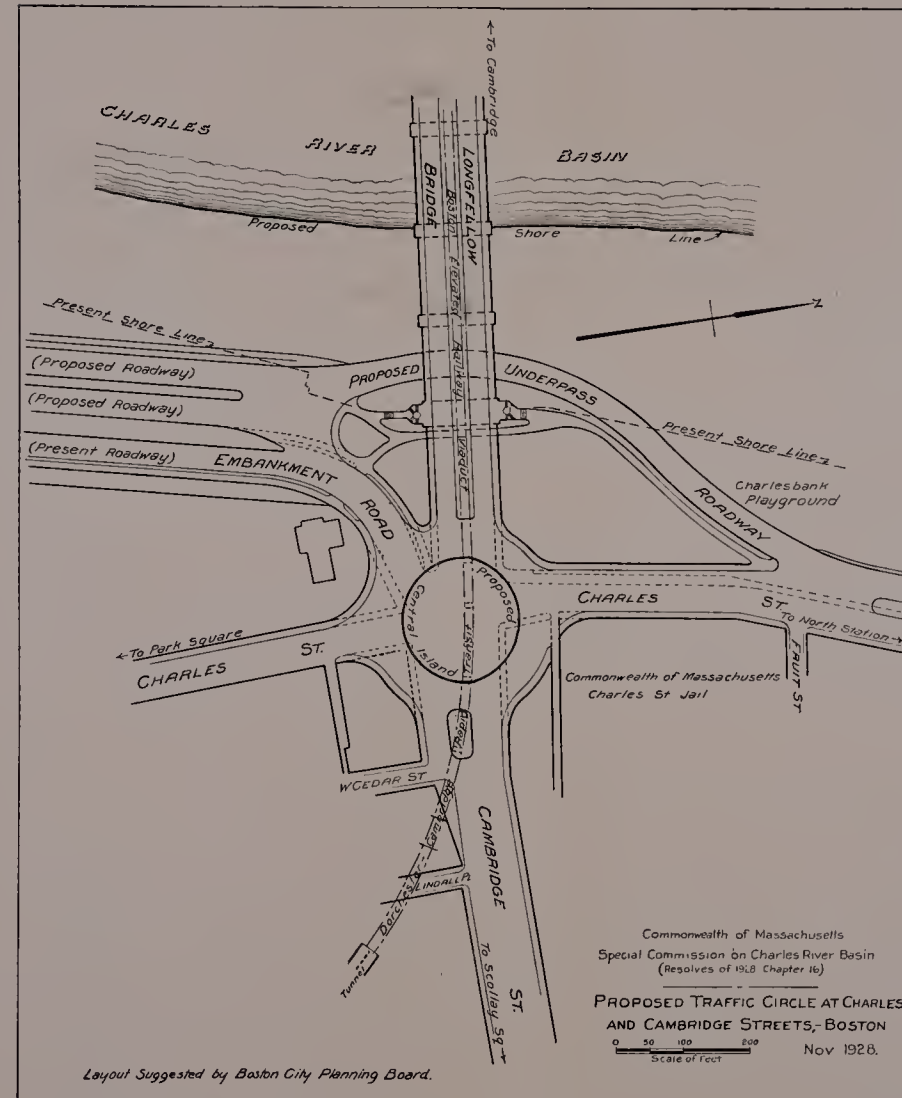 ←To Cambridge
CHARLES RIVER BASIN
LONGFELLOW
BRIDGE
Boston Elevated Railway Viaduct
Proposed Shore Line
Z
Present Shore Line
(Proposed Roadway)
PROPOSED UNDERPASS
(Proposed Roadway)
Present Shore Line
(Present Roadway)
EMBANKMENT
ROAD
ROADWAY
Charlesbank
Playground
Proposed
Central
Island
Transit
CHARLES ST.
To North Station→
FRUIT ST
←To Park Square
CHARLES ST.
Commonwealth of Massachusetts
Charles St Jail
W CEDAR ST
Rapid
Cambridge
Dorchester
CAMBRIDGE
ST.
LINDALL PL
Tunnel
To Scollay Sq→
Commonwealth of Massachusetts
Special Commission on Charles River Basin
(Resolves of 1928 Chapter 16)
PROPOSED TRAFFIC CIRCLE AT CHARLES
AND CAMBRIDGE STREETS,-BOSTON
0 50 100 200
Scale of Feet
Nov 1928.
Layout Suggested by Boston City Planning Board.